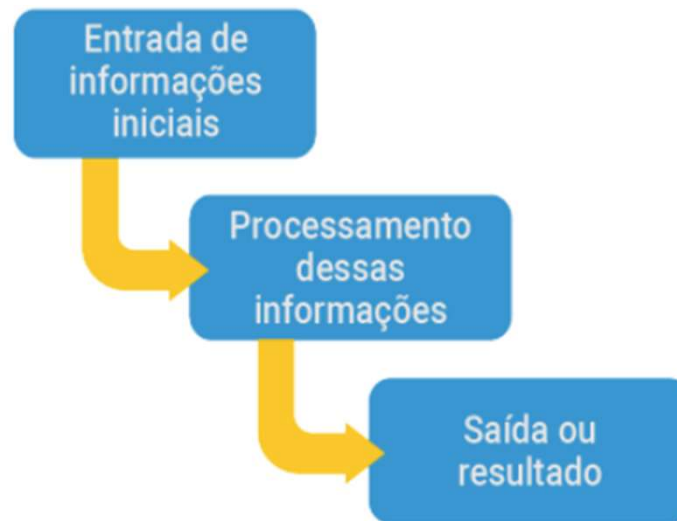 Entrada de
informações
iniciais
Processamento
dessas
informações
Saída ou
resultado